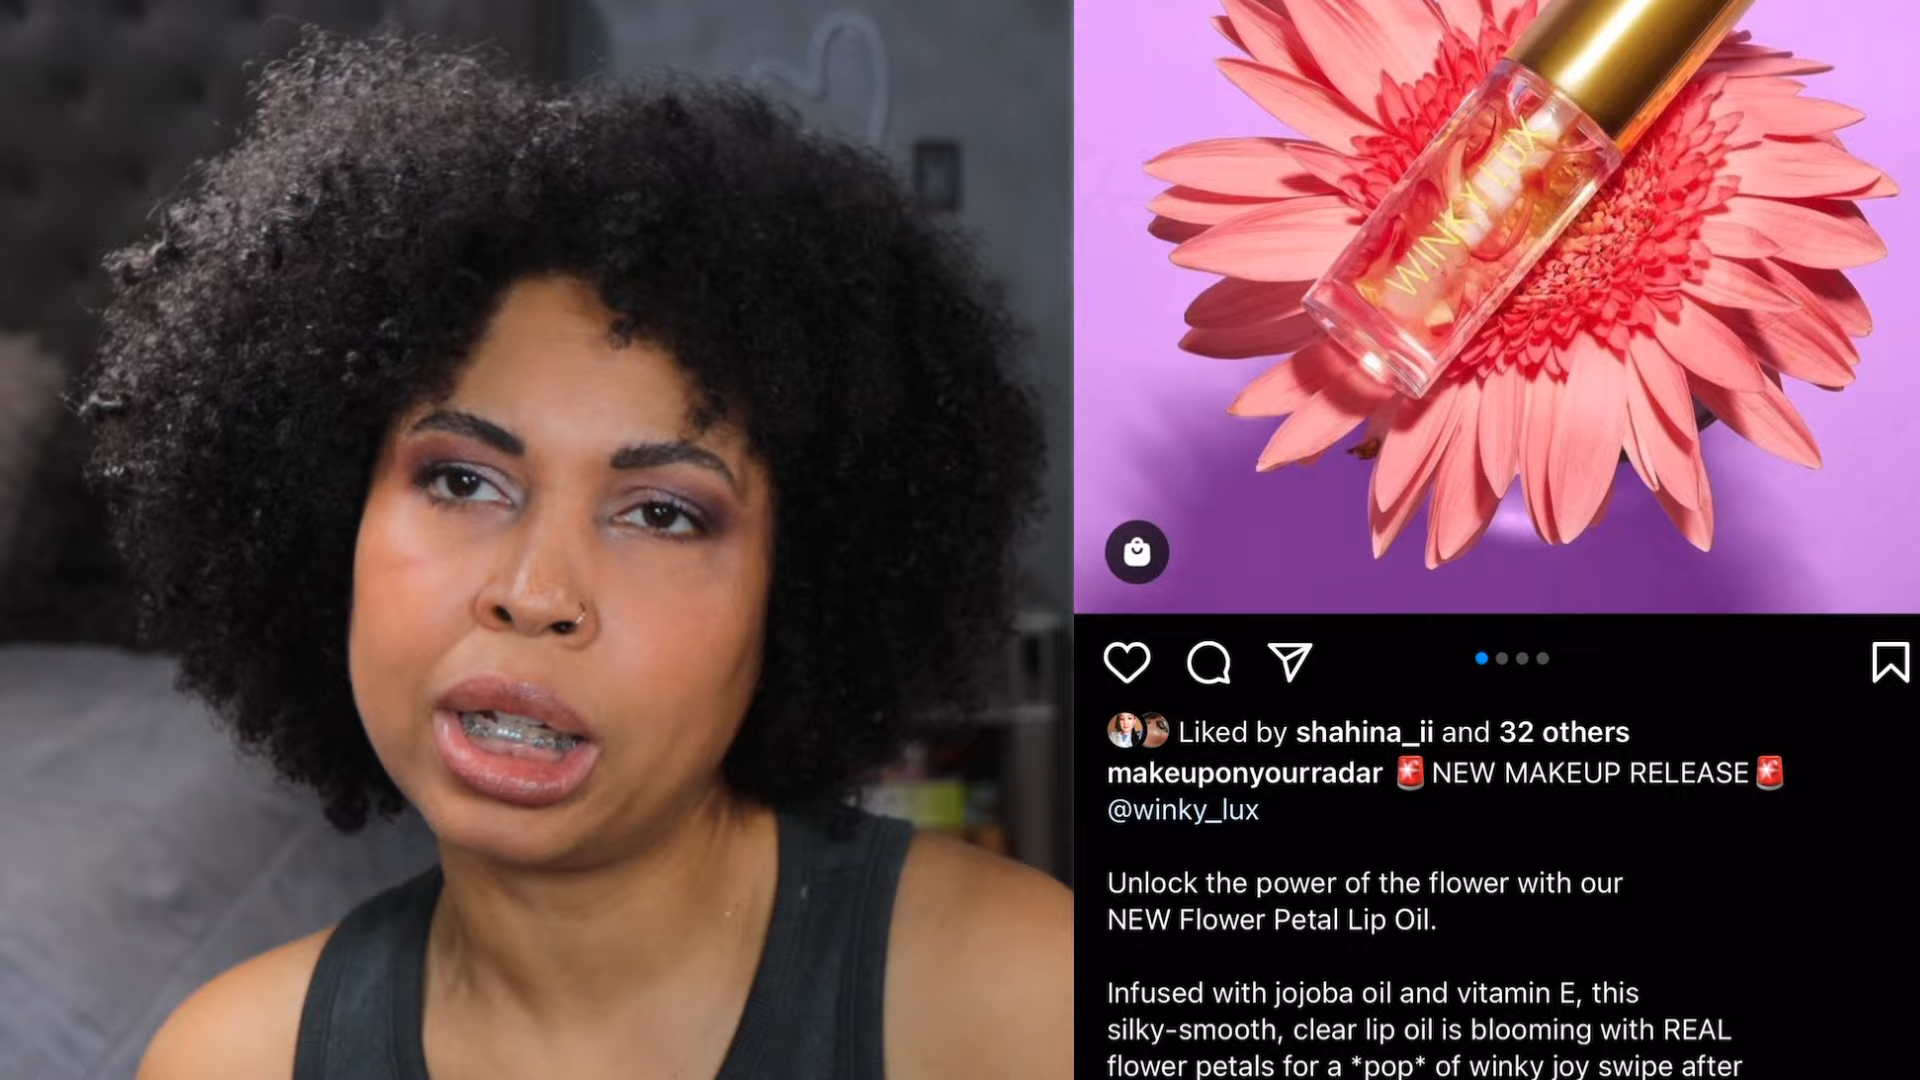 WINKY LUX
Liked by shahina_ii and 32 others
makeuponyourradar 🚨NEW MAKEUP RELEASE🚨
@winky_lux
Unlock the power of the flower with our
NEW Flower Petal Lip Oil.
Infused with jojoba oil and vitamin E, this
silky-smooth, clear lip oil is blooming with REAL
flower petals for a *pop* of winky joy swipe after